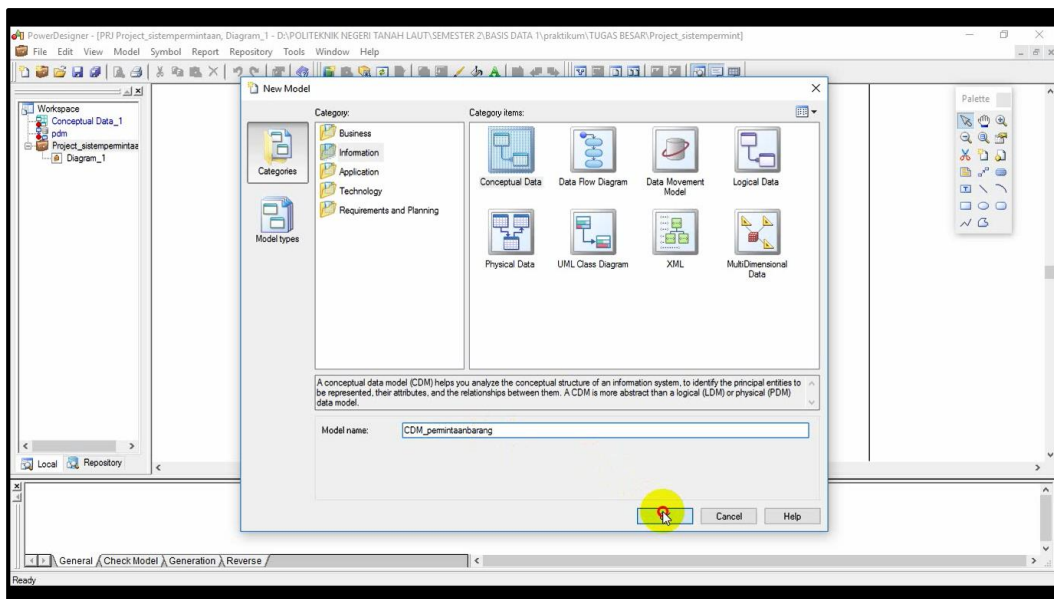 PowerDesigner - [PRJ Project_sistempermintaan, Diagram_1 - D:\POLITEKNIK NEGERI TANAH LAUT\SEMESTER 2\BASIS DATA 1\praktikum\TUGAS BESAR\Project_sistempermint]
File Edit View Model Symbol Report Repository Tools Window Help
New Model
Workspace
Conceptual Data_1
pdm
Project_sistempermintaa
Diagram_1
Category:
Business
Information
Application
Technology
Requirements and Planning
Categories
Model types
Category items:
Conceptual Data
Data Flow Diagram
Data Movement
Model
Logical Data
Physical Data
UML Class Diagram
XML
MultiDimensional
Data
Palette
A conceptual data model (CDM) helps you analyze the conceptual structure of an information system, to identify the principal entities to
be represented, their attributes, and the relationships between them. A CDM is more abstract than a logical (LDM) or physical (PDM)
data model.
Model name: CDM_permintaanbarang
Cancel Help
Local Repository
General Check Model Generation Reverse
Ready